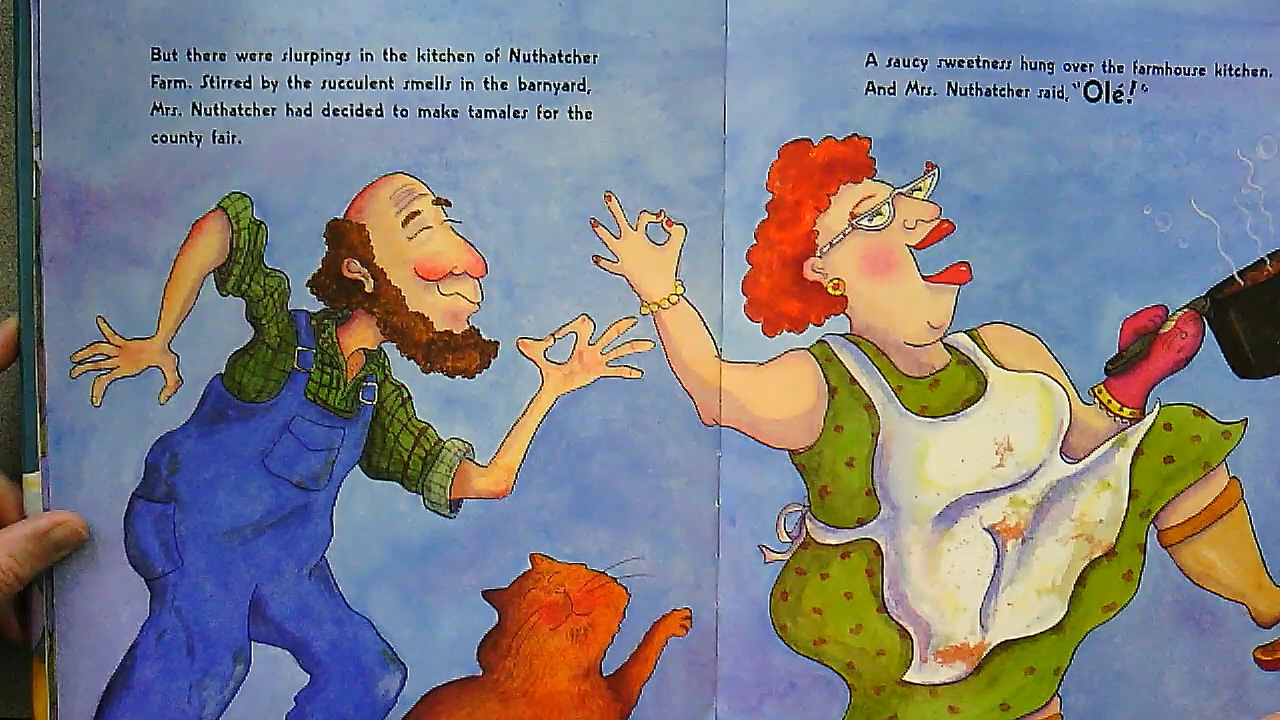 But there were slurpings in the kitchen of Nuthatcher
Farm. Stirred by the succulent smells in the barnyard,
Mrs. Nuthatcher had decided to make tamales for the
county fair.
A saucy sweetness hung over the farmhouse kitchen.
And Mrs. Nuthatcher said, "Olé!"